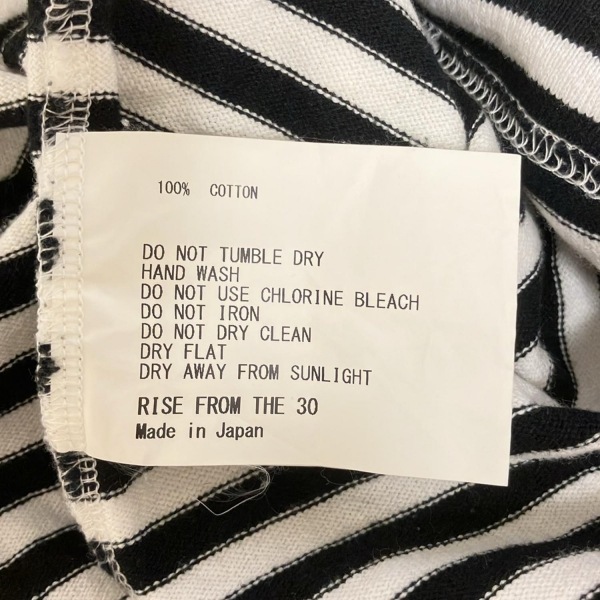 100% COTTON
DO NOT TUMBLE DRY
HAND WASH
DO NOT USE CHLORINE BLEACH
DO NOT IRON
DO NOT DRY CLEAN
DRY FLAT
DRY AWAY FROM SUNLIGHT
RISE FROM THE 30
Made in Japan